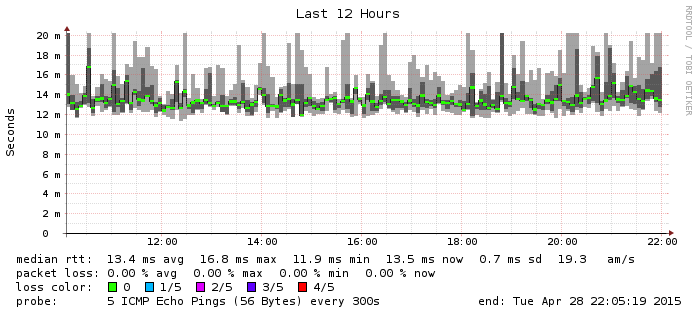 Last 12 Hours
RRDTOOL / TOBI OETIKER
Seconds
20 m
18 m
16 m
14 m
12 m
10 m
8 m
6 m
4 m
2 m
0
12:00 14:00 16:00 18:00 20:00 22:00
median rtt: 13.4 ms avg 16.8 ms max 11.9 ms min 13.5 ms now 0.7 ms sd 19.3 am/s
packet loss: 0.00 % avg 0.00 % max 0.00 % min 0.00 % now
loss color: 0 1/5 2/5 3/5 4/5
probe: 5 ICMP Echo Pings (56 Bytes) every 300s end: Tue Apr 28 22:05:19 2015